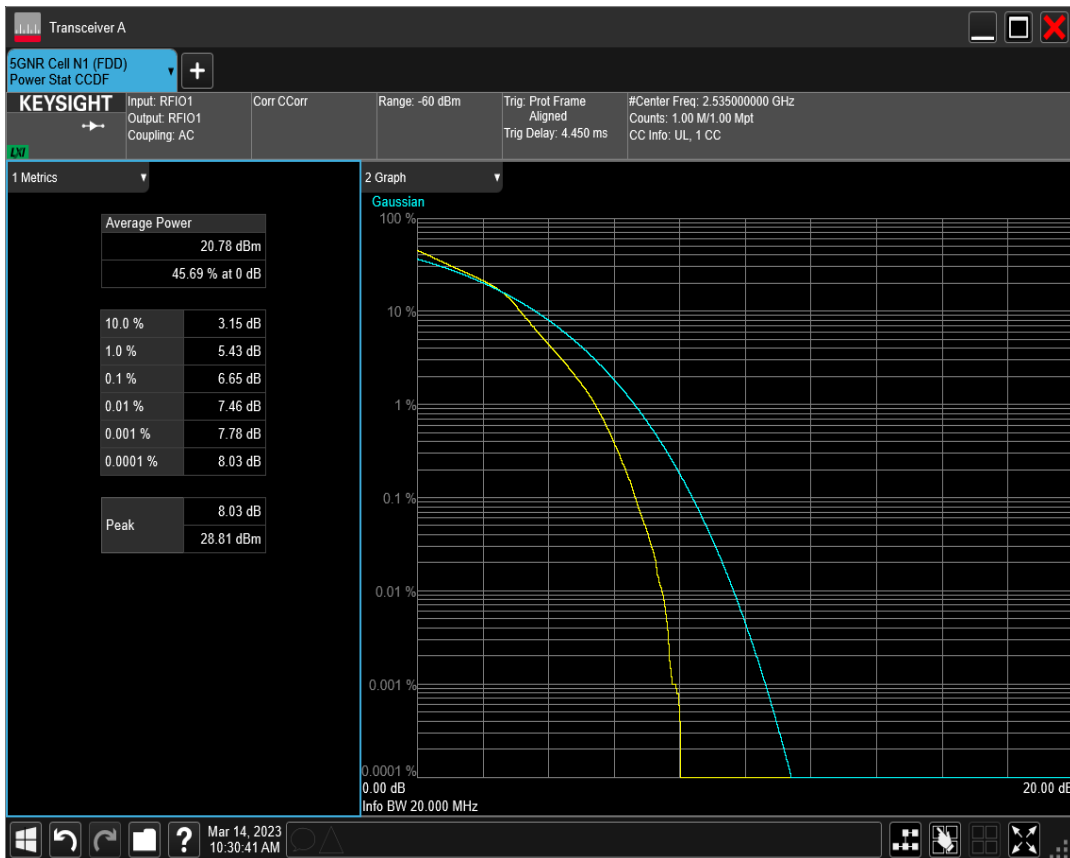 Transceiver A
5GNR Cell N1 (FDD)
Power Stat CCDF
KEYSIGHT
LXI
Input: RFIO1
Output: RFIO1
Coupling: AC
Corr CCorr
Range: -60 dBm
Trig: Prot Frame
Aligned
Trig Delay: 4.450 ms
#Center Freq: 2.535000000 GHz
Counts: 1.00 M/1.00 Mpt
CC Info: UL, 1 CC
1 Metrics
Average Power
20.78 dBm
45.69 % at 0 dB
10.0 % 3.15 dB
1.0 % 5.43 dB
0.1 % 6.65 dB
0.01 % 7.46 dB
0.001 % 7.78 dB
0.0001 % 8.03 dB
Peak
8.03 dB
28.81 dBm
2 Graph
Gaussian
100 %
10 %
1 %
0.1 %
0.01 %
0.001 %
0.0001 %
0.00 dB 20.00 dB
Info BW 20.000 MHz
?
Mar 14, 2023
10:30:41 AM